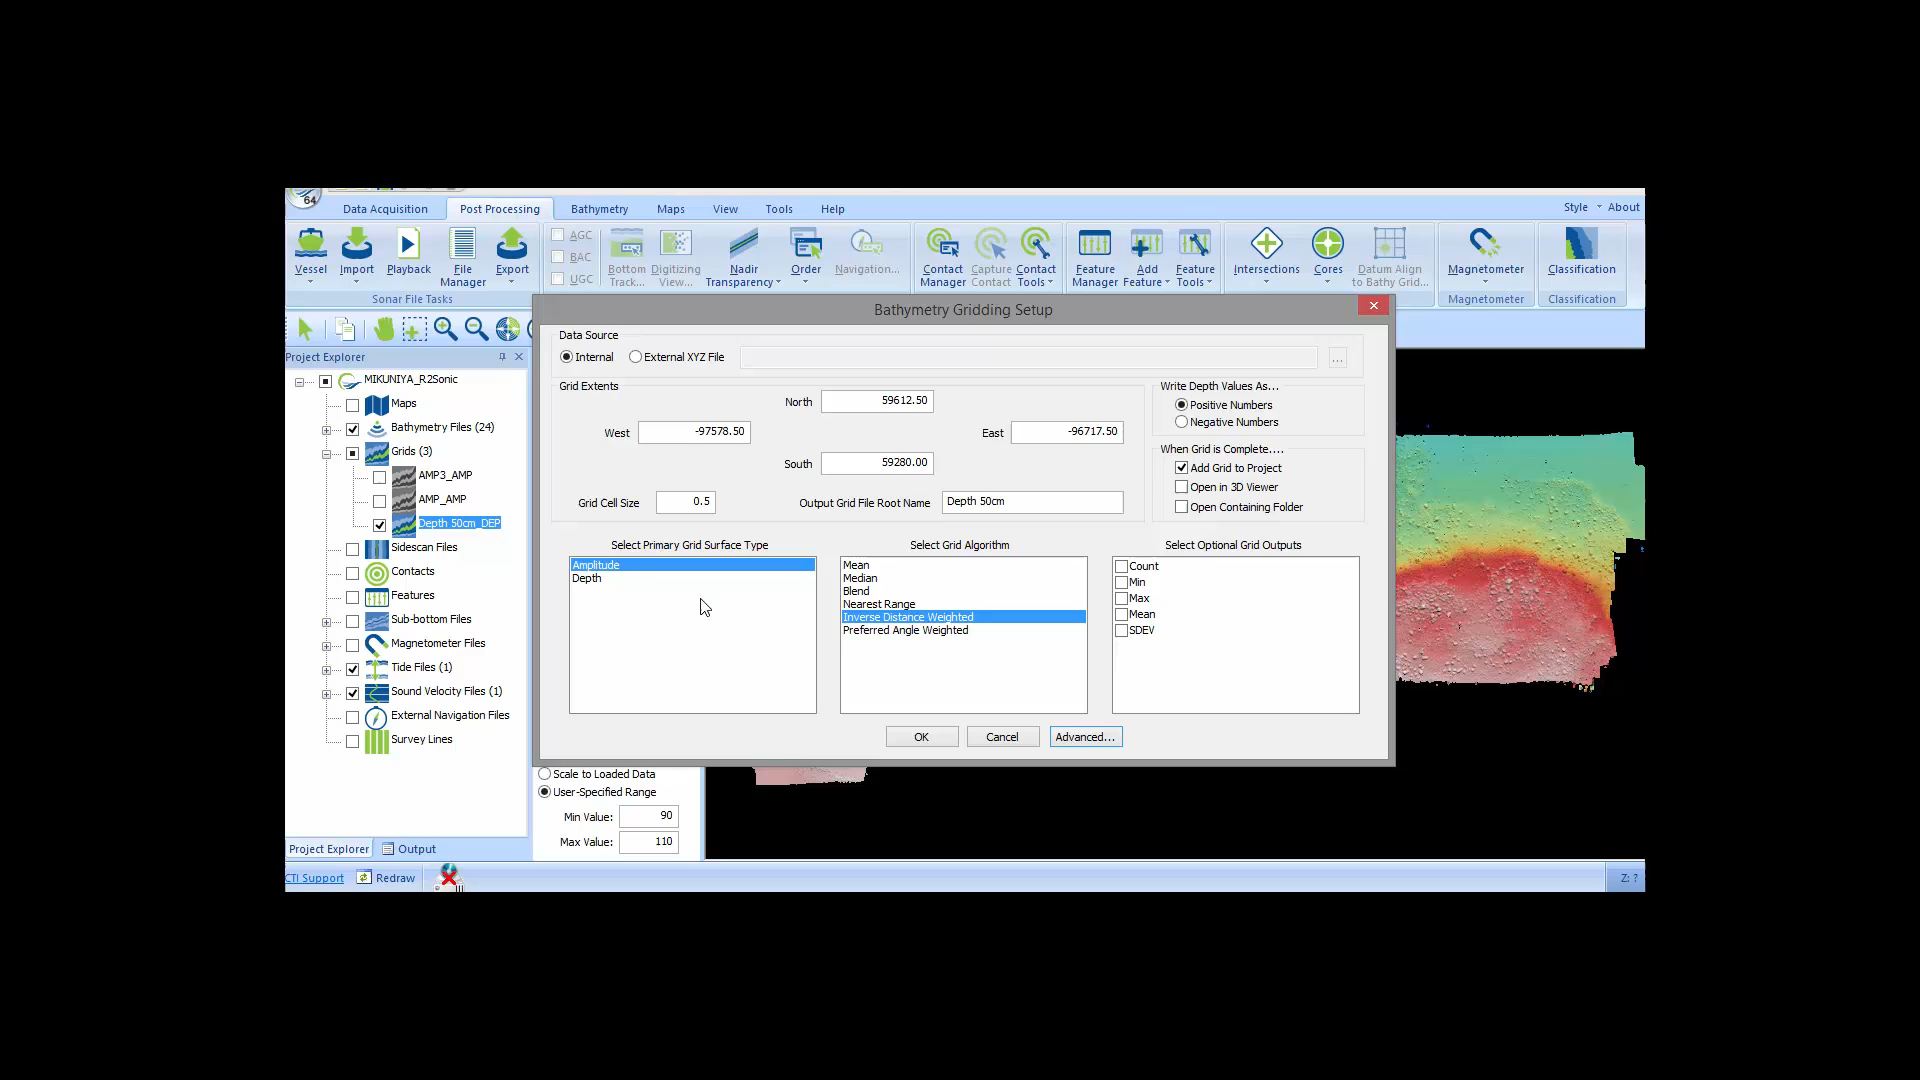 64
Data Acquisition Post Processing Bathymetry Maps View Tools Help Style About
Vessel Import Playback File Manager Export
AGC
BAC
UGC
Bottom Track... Digitizing View... Nadir Transparency Order Navigation...
Contact Manager Capture Contact Contact Tools
Feature Manager Add Feature Feature Tools
Intersections Cores Datum Align to Bathy Grid...
Magnetometer Classification
Sonar File Tasks Magnetometer Classification
Project Explorer
MIKUNIYA_R2Sonic
Maps
Bathymetry Files (24)
Grids (3)
AMP3_AMP
AMP_AMP
Depth 50cm_DEP
Sidescan Files
Contacts
Features
Sub-bottom Files
Magnetometer Files
Tide Files (1)
Sound Velocity Files (1)
External Navigation Files
Survey Lines
Bathymetry Gridding Setup
Data Source
Internal External XYZ File ...
Grid Extents
North 59612.50
West -97578.50 East -96717.50
South 59280.00
Grid Cell Size 0.5 Output Grid File Root Name Depth 50cm
Write Depth Values As...
Positive Numbers
Negative Numbers
When Grid is Complete....
Add Grid to Project
Open in 3D Viewer
Open Containing Folder
Select Primary Grid Surface Type
Amplitude
Depth
Select Grid Algorithm
Mean
Median
Blend
Nearest Range
Inverse Distance Weighted
Preferred Angle Weighted
Select Optional Grid Outputs
Count
Min
Max
Mean
SDEV
OK Cancel Advanced...
Scale to Loaded Data
User-Specified Range
Min Value: 90
Max Value: 110
Project Explorer Output
CTI Support Redraw Z: ?